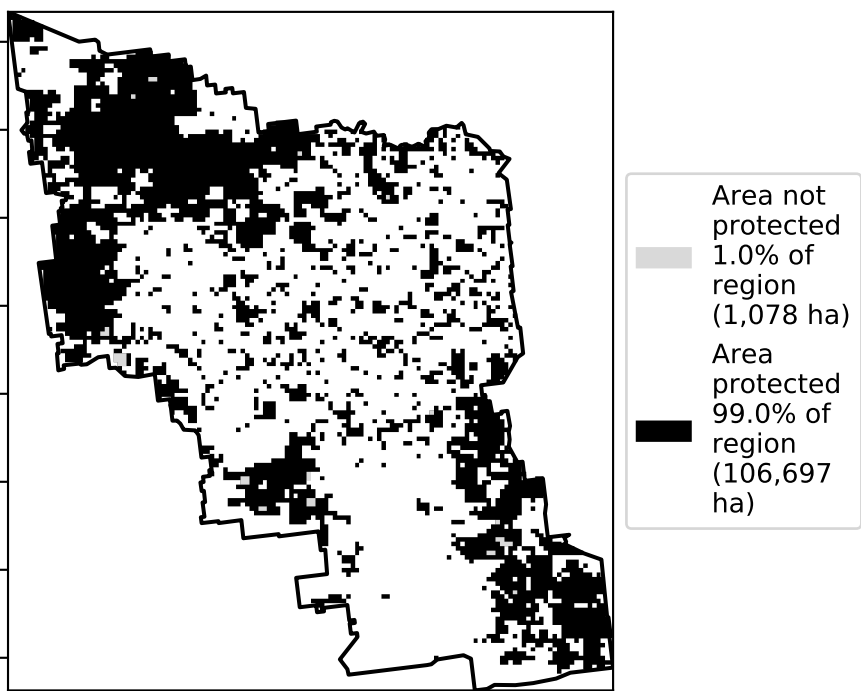 Area not
protected
1.0% of
region
(1,078 ha)
Area
protected
99.0% of
region
(106,697
ha)